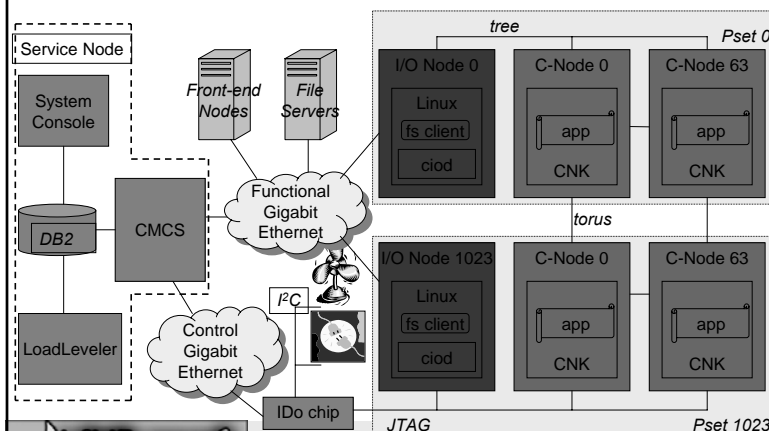 Service Node
System
Console
DB2
CMCS
LoadLeveler
Front-end
Nodes
File
Servers
Functional
Gigabit
Ethernet
I²C
Control
Gigabit
Ethernet
IDo chip
tree
Pset 0
I/O Node 0
Linux
fs client
ciod
C-Node 0
app
CNK
C-Node 63
app
CNK
torus
I/O Node 1023
Linux
fs client
ciod
C-Node 0
app
CNK
C-Node 63
app
CNK
JTAG
Pset 1023